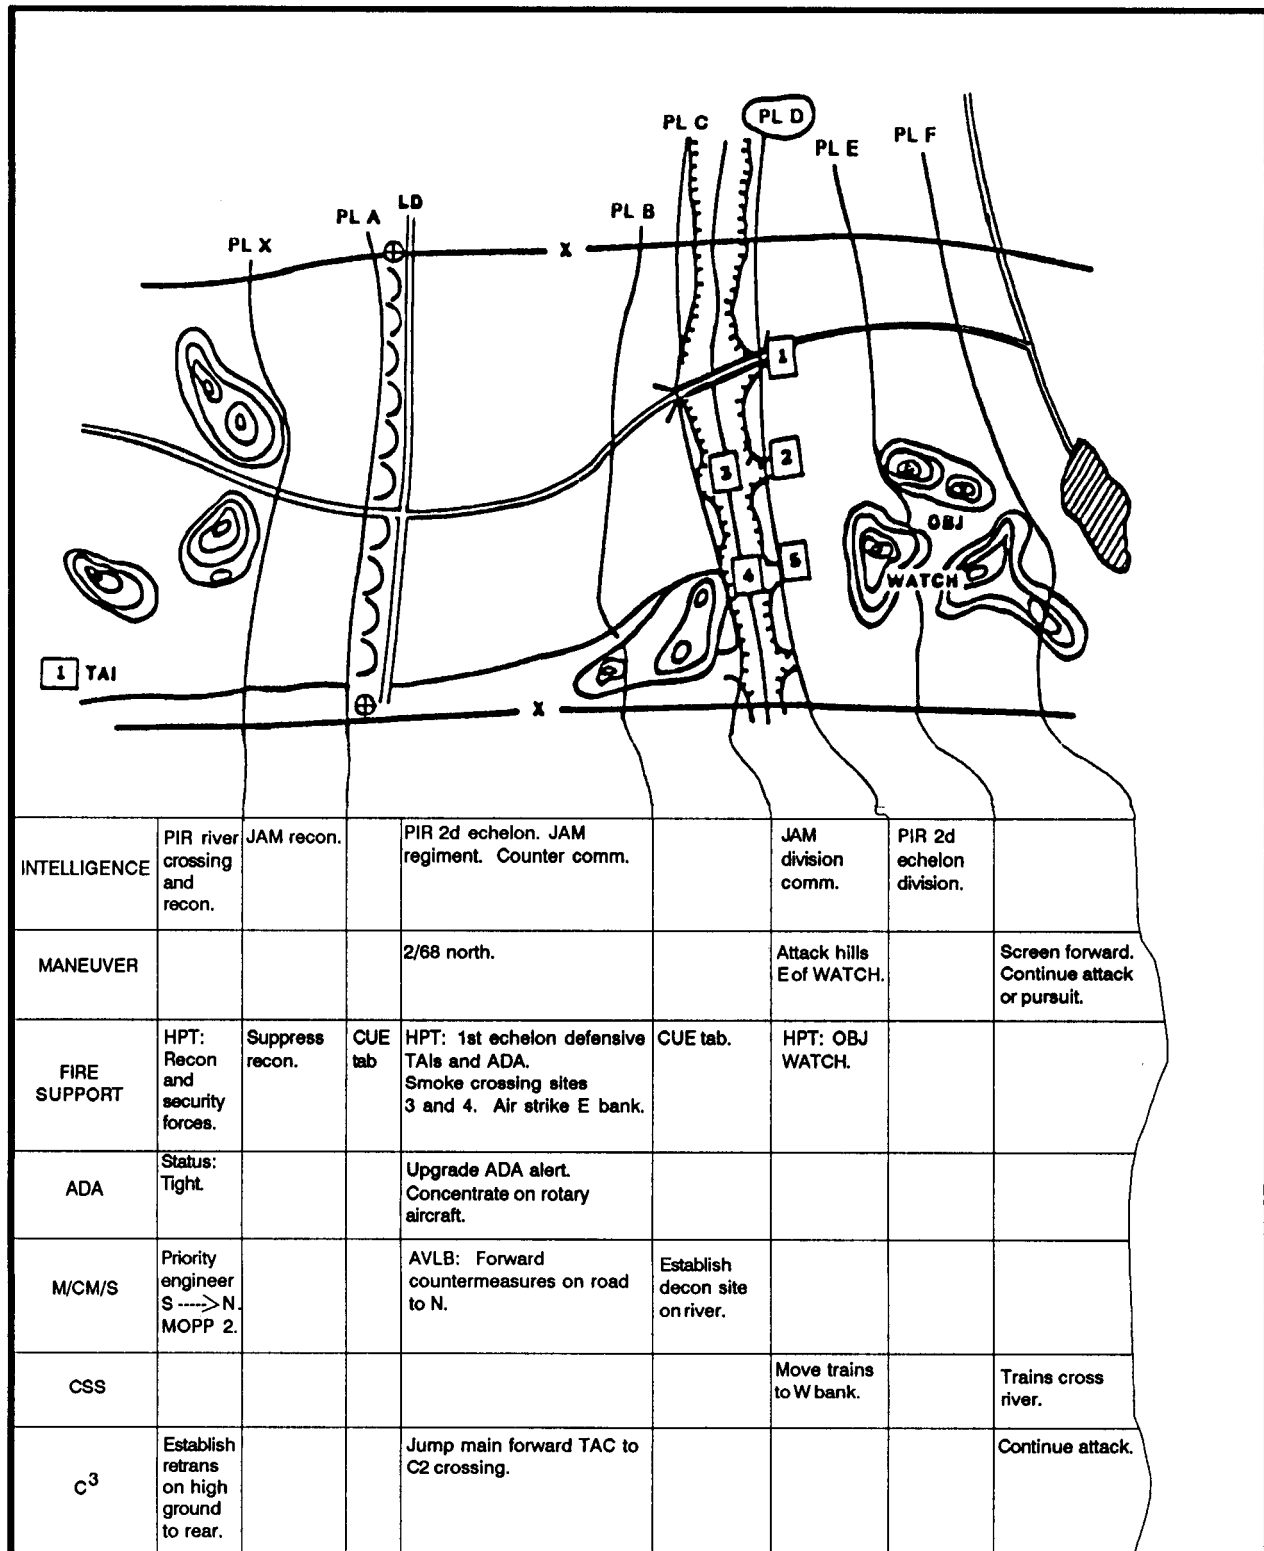 PL C
PL D
PL E
PL F
PL A
LD
PL B
PL X
X
1
2
3
OBJ
4
5
WATCH
1 TAI
X
INTELLIGENCE
PIR river
crossing
and
recon.
JAM recon.
PIR 2d echelon. JAM
regiment. Counter comm.
JAM
division
comm.
PIR 2d
echelon
division.
MANEUVER
2/68 north.
Attack hills
E of WATCH.
Screen forward.
Continue attack
or pursuit.
FIRE
SUPPORT
HPT:
Recon
and
security
forces.
Suppress
recon.
CUE
tab
HPT: 1st echelon defensive
TAIs and ADA.
Smoke crossing sites
3 and 4. Air strike E bank.
CUE tab.
HPT: OBJ
WATCH.
ADA
Status:
Tight.
Upgrade ADA alert.
Concentrate on rotary
aircraft.
M/CM/S
Priority
engineer
S ----->N.
MOPP 2.
AVLB: Forward
countermeasures on road
to N.
Establish
decon site
on river.
CSS
Move trains
to W bank.
Trains cross
river.
C3
Establish
retrans
on high
ground
to rear.
Jump main forward TAC to
C2 crossing.
Continue attack.